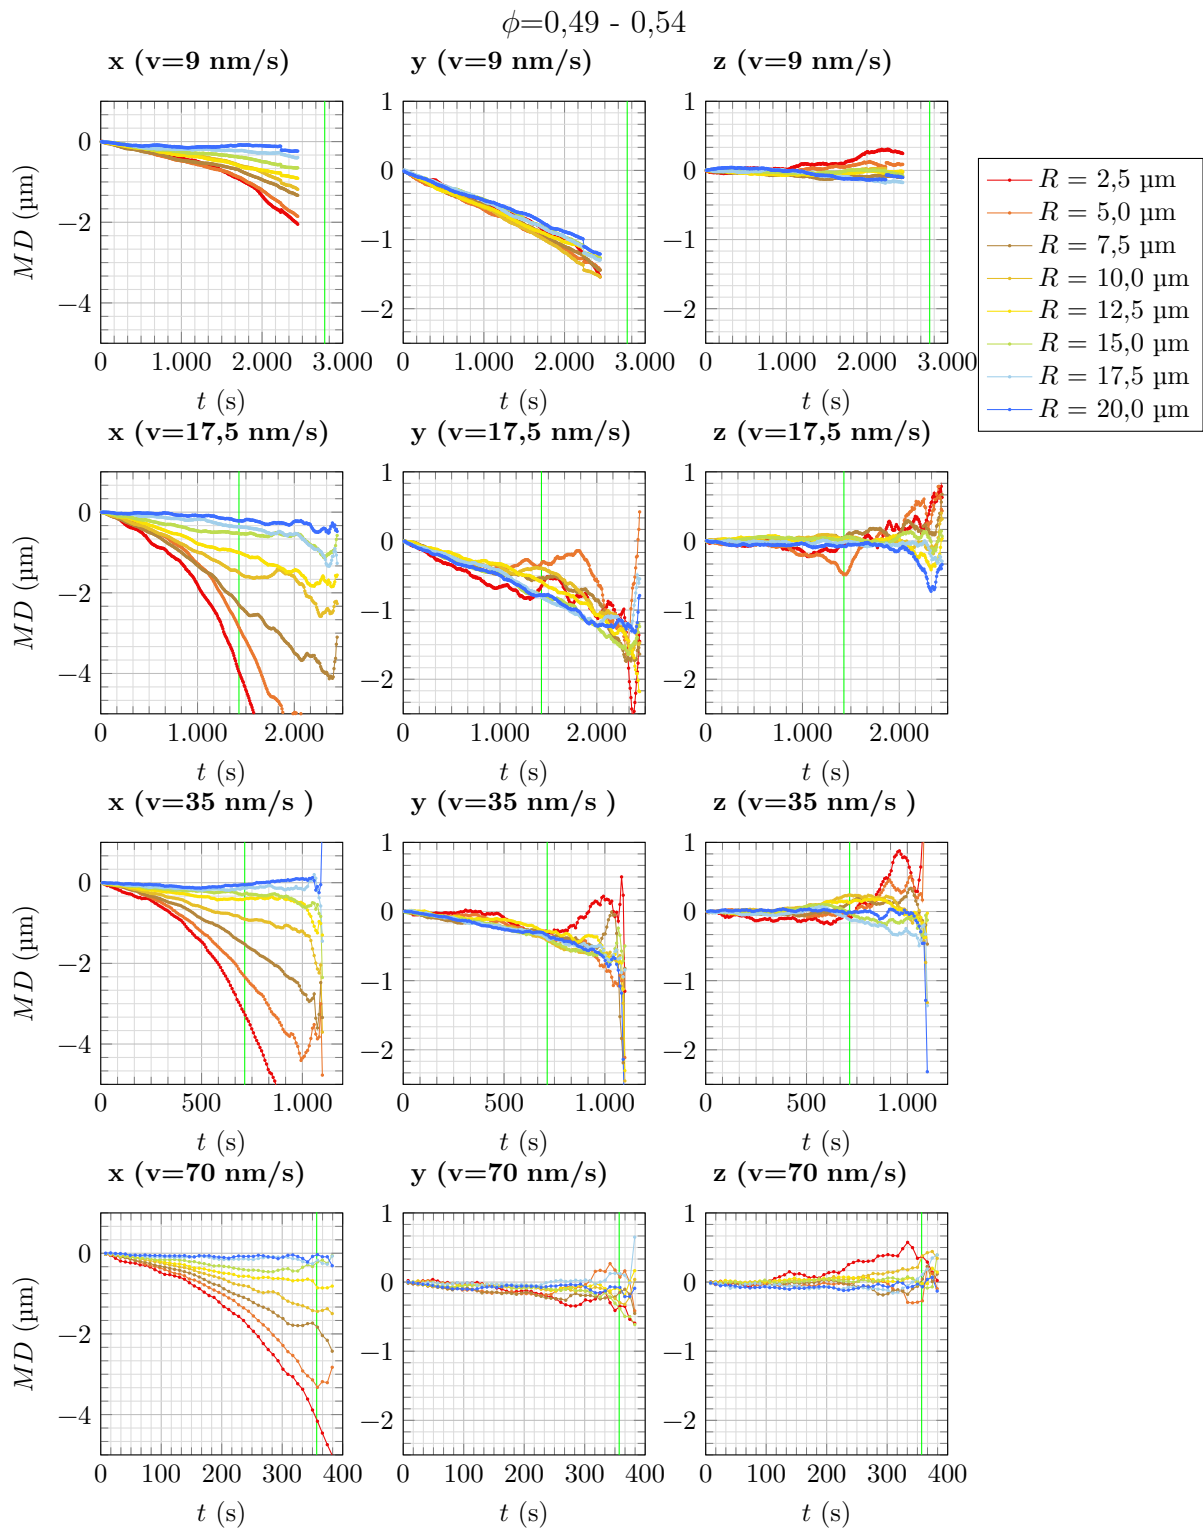 ϕ=0,49 - 0,54
x (v=9 nm/s)
y (v=9 nm/s)
z (v=9 nm/s)
0
−2
−4
MD (µm)
0 1.000 2.000 3.000
t (s)
1
0
−1
−2
0 1.000 2.000 3.000
t (s)
1
0
−1
−2
0 1.000 2.000 3.000
t (s)
R = 2,5 µm
R = 5,0 µm
R = 7,5 µm
R = 10,0 µm
R = 12,5 µm
R = 15,0 µm
R = 17,5 µm
R = 20,0 µm
x (v=17,5 nm/s)
y (v=17,5 nm/s)
z (v=17,5 nm/s)
0
−2
−4
MD (µm)
0 1.000 2.000
t (s)
1
0
−1
−2
0 1.000 2.000
t (s)
1
0
−1
−2
0 1.000 2.000
t (s)
x (v=35 nm/s )
y (v=35 nm/s )
z (v=35 nm/s )
0
−2
−4
MD (µm)
0 500 1.000
t (s)
1
0
−1
−2
0 500 1.000
t (s)
1
0
−1
−2
0 500 1.000
t (s)
x (v=70 nm/s)
y (v=70 nm/s)
z (v=70 nm/s)
0
−2
−4
MD (µm)
0 100 200 300 400
t (s)
1
0
−1
−2
0 100 200 300 400
t (s)
1
0
−1
−2
0 100 200 300 400
t (s)